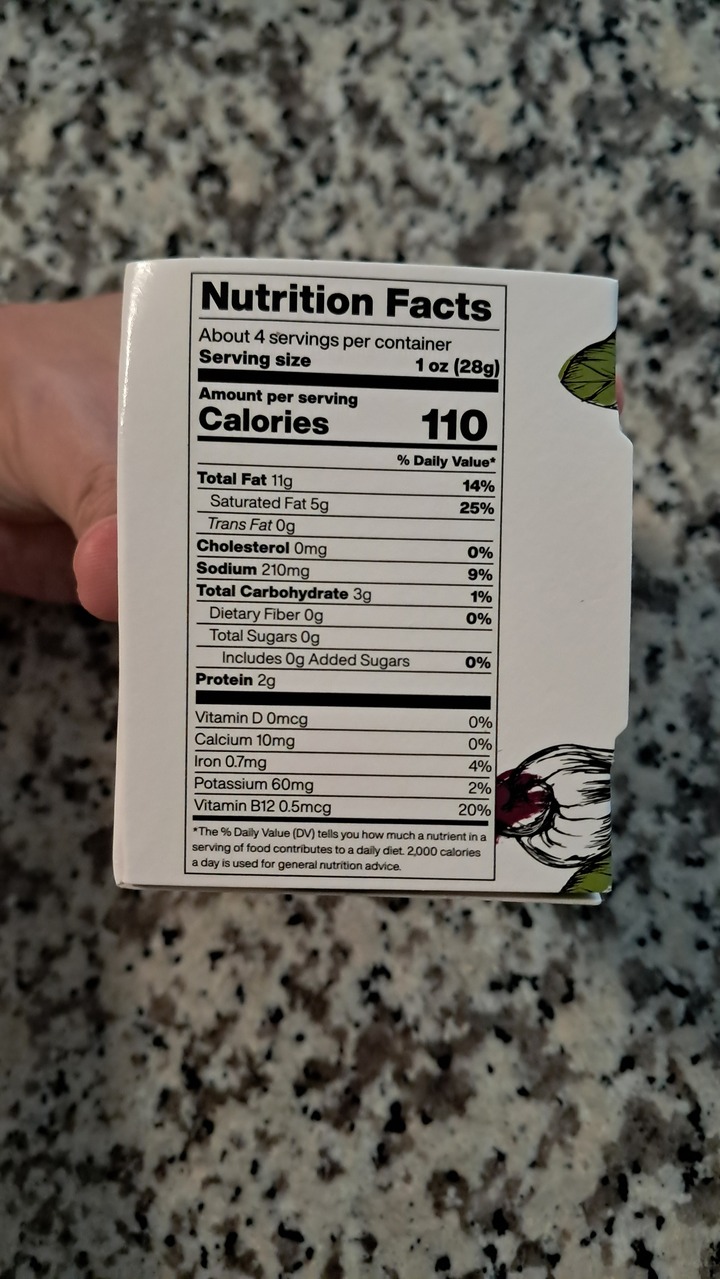 Nutrition Facts
About 4 servings per container
Serving size 1 oz (28g)
Amount per serving
Calories 110
% Daily Value*
Total Fat 11g 14%
Saturated Fat 5g 25%
Trans Fat 0g
Cholesterol 0mg 0%
Sodium 210mg 9%
Total Carbohydrate 3g 1%
Dietary Fiber 0g 0%
Total Sugars 0g
Includes 0g Added Sugars 0%
Protein 2g
Vitamin D 0mcg 0%
Calcium 10mg 0%
Iron 0.7mg 4%
Potassium 60mg 2%
Vitamin B12 0.5mcg 20%
*The % Daily Value (DV) tells you how much a nutrient in a
serving of food contributes to a daily diet. 2,000 calories
a day is used for general nutrition advice.